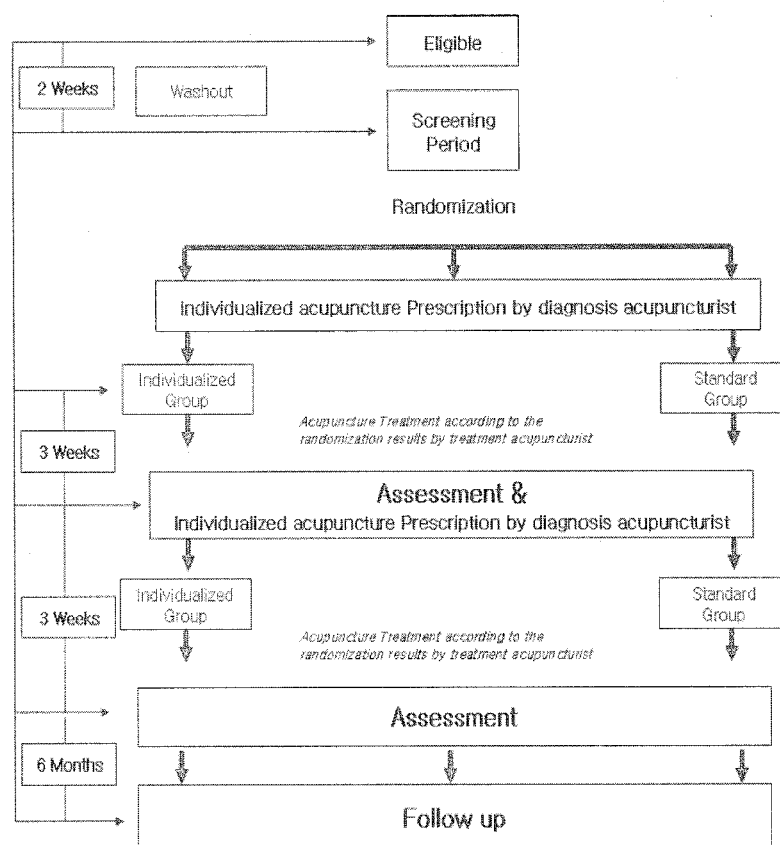 Eligible
2 Weeks
Washout
Screening
Period
Randomization
Individualized acupuncture Prescription by diagnosis acupuncturist
Individualized
Group
Standard
Group
Acupuncture Treatment according to the
randomization results by treatment acupuncturist
3 Weeks
Assessment &
Individualized acupuncture Prescription by diagnosis acupuncturist
Individualized
Group
Standard
Group
3 Weeks
Acupuncture Treatment according to the
randomization results by treatment acupuncturist
Assessment
6 Months
Follow up